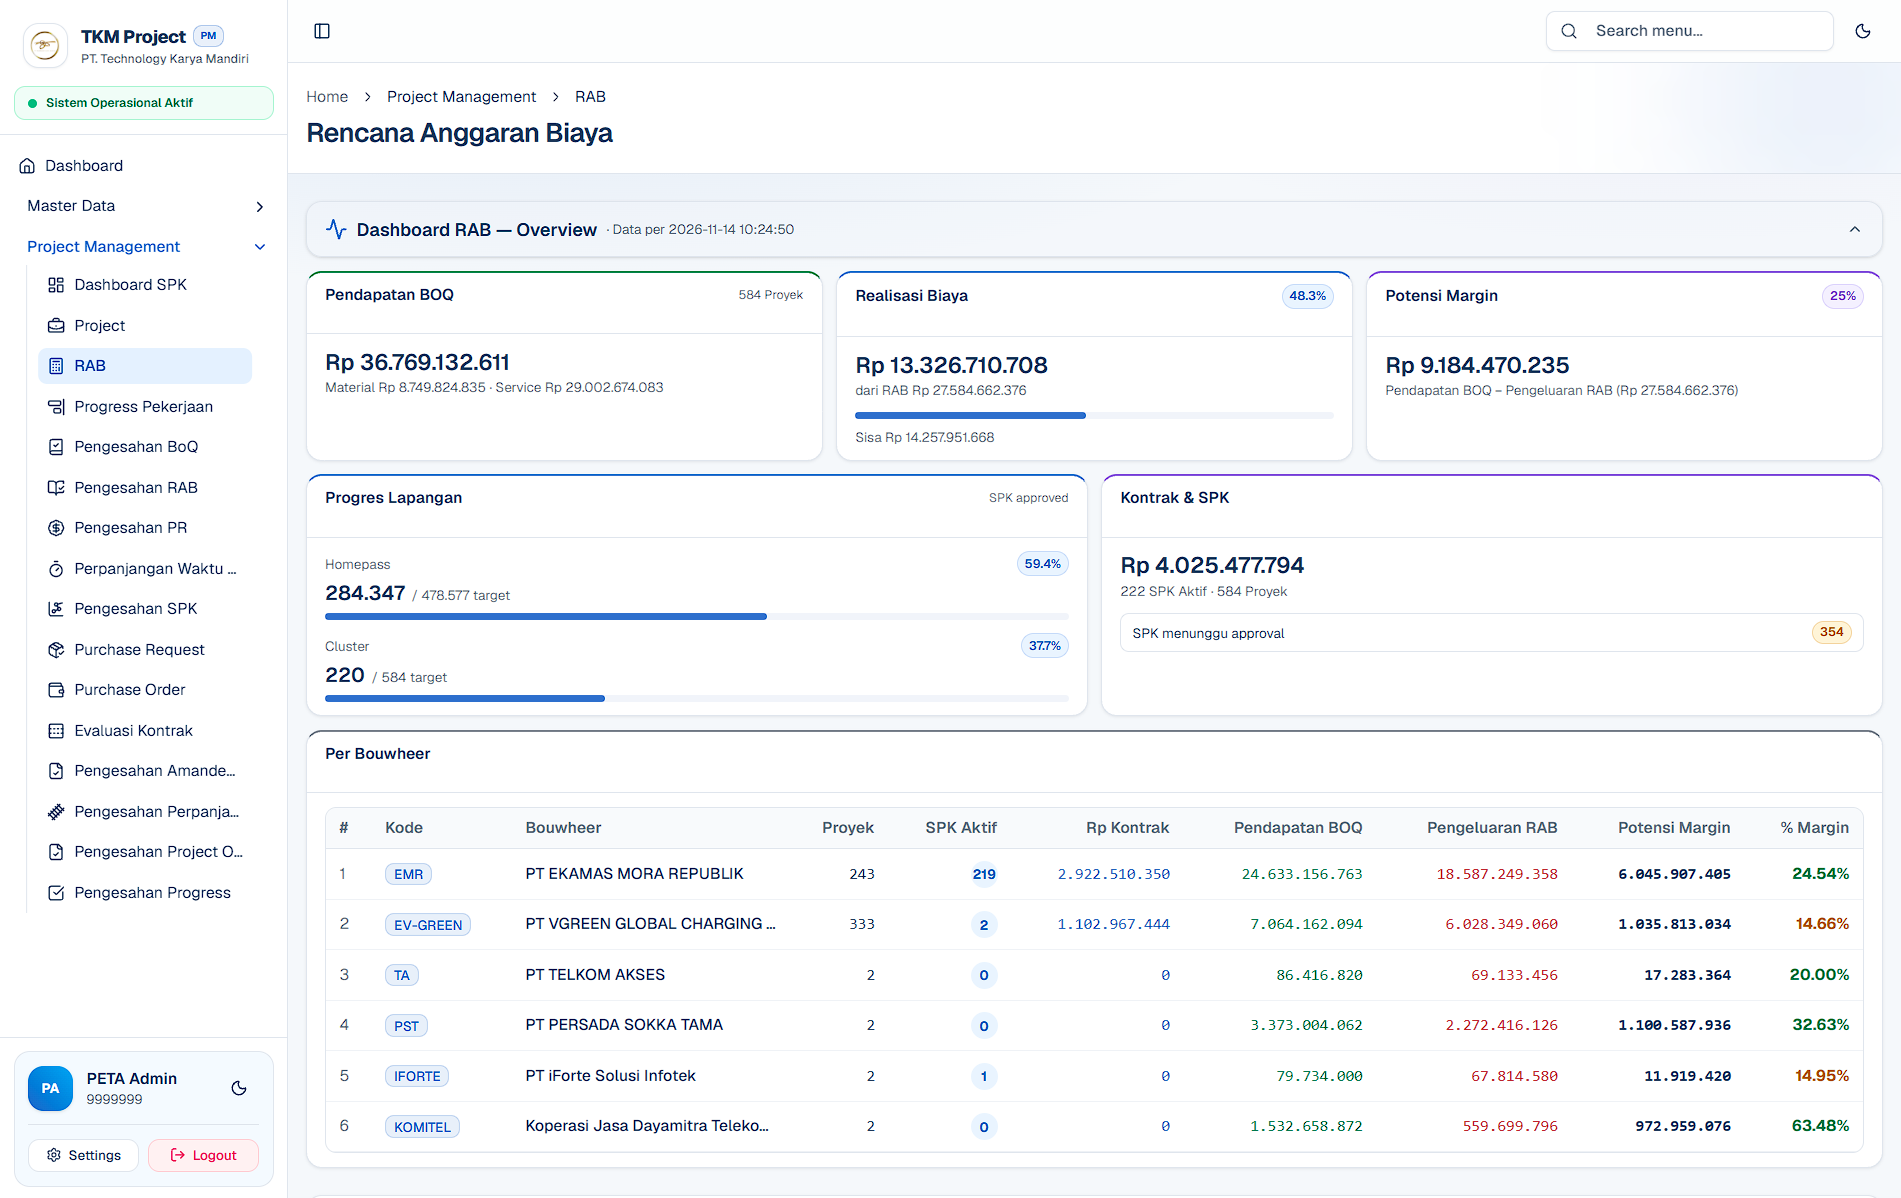 TKM Project PM
PT. Technology Karya Mandiri
Sistem Operasional Aktif
Dashboard
Master Data
Project Management
Dashboard SPK
Project
RAB
Progress Pekerjaan
Pengesahan BoQ
Pengesahan RAB
Pengesahan PR
Perpanjangan Waktu ...
Pengesahan SPK
Purchase Request
Purchase Order
Evaluasi Kontrak
Pengesahan Amande...
Pengesahan Perpanja...
Pengesahan Project O...
Pengesahan Progress
PA
PETA Admin
9999999
Settings
Logout
Search menu...
Home > Project Management > RAB
Rencana Anggaran Biaya
Dashboard RAB — Overview · Data per 2026-11-14 10:24:50
Pendapatan BOQ 584 Proyek
Rp 36.769.132.611
Material Rp 8.749.824.835 · Service Rp 29.002.674.083
Realisasi Biaya 48.3%
Rp 13.326.710.708
dari RAB Rp 27.584.662.376
Sisa Rp 14.257.951.668
Potensi Margin 25%
Rp 9.184.470.235
Pendapatan BOQ – Pengeluaran RAB (Rp 27.584.662.376)
Progres Lapangan SPK approved
Homepass 59.4%
284.347 / 478.577 target
Cluster 37.7%
220 / 584 target
Kontrak & SPK
Rp 4.025.477.794
222 SPK Aktif · 584 Proyek
SPK menunggu approval 354
Per Bouwheer
# Kode Bouwheer Proyek SPK Aktif Rp Kontrak Pendapatan BOQ Pengeluaran RAB Potensi Margin % Margin
1 EMR PT EKAMAS MORA REPUBLIK 243 219 2.922.510.350 24.633.156.763 18.587.249.358 6.045.907.405 24.54%
2 EV-GREEN PT VGREEN GLOBAL CHARGING ... 333 2 1.102.967.444 7.064.162.094 6.028.349.060 1.035.813.034 14.66%
3 TA PT TELKOM AKSES 2 0 0 86.416.820 69.133.456 17.283.364 20.00%
4 PST PT PERSADA SOKKA TAMA 2 0 0 3.373.004.062 2.272.416.126 1.100.587.936 32.63%
5 IFORTE PT iForte Solusi Infotek 2 1 0 79.734.000 67.814.580 11.919.420 14.95%
6 KOMITEL Koperasi Jasa Dayamitra Teleko... 2 0 0 1.532.658.872 559.699.796 972.959.076 63.48%